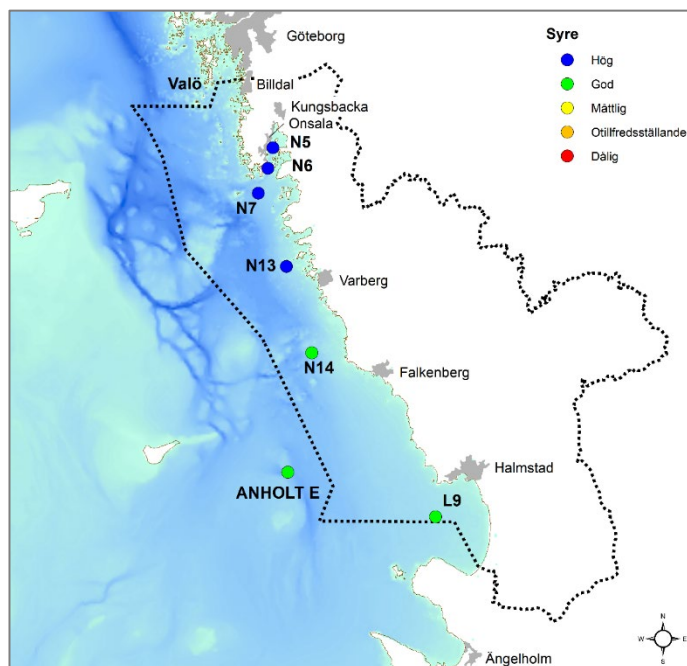 Göteborg
Syre
Hög
God
Måttlig
Otillfredsställande
Dålig
Valö
Billdal
Kungsbacka
Onsala
N5
N6
N7
N13
Varberg
N14
Falkenberg
Halmstad
ANHOLT E
L9
Ängelholm
N
W E
S